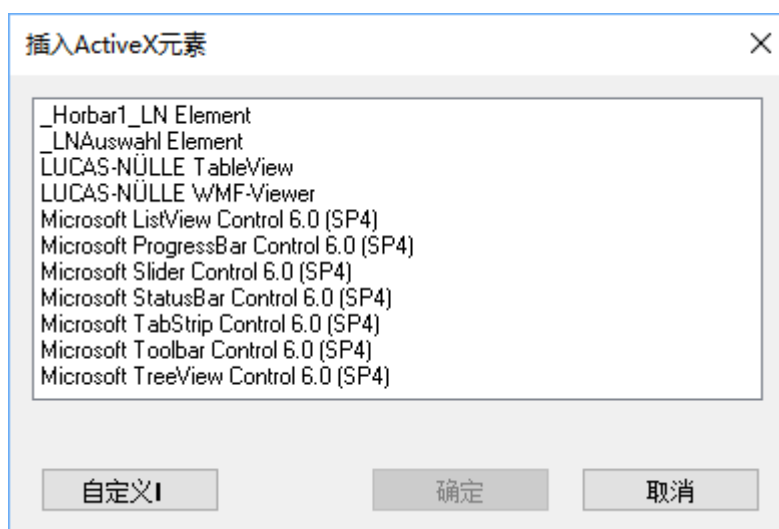 插入ActiveX元素
_Horbar1_LN Element
_LNAuswahl Element
LUCAS-NÜLLE TableView
LUCAS-NÜLLE WMF-Viewer
Microsoft ListView Control 6.0 (SP4)
Microsoft ProgressBar Control 6.0 (SP4)
Microsoft Slider Control 6.0 (SP4)
Microsoft StatusBar Control 6.0 (SP4)
Microsoft TabStrip Control 6.0 (SP4)
Microsoft Toolbar Control 6.0 (SP4)
Microsoft TreeView Control 6.0 (SP4)
自定义I 确定 取消